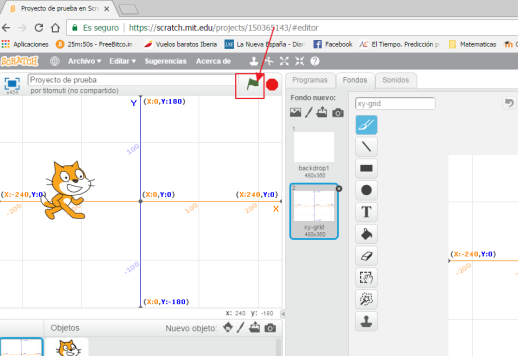 Proyecto de prueba en Scr
Es seguro | https://scratch.mit.edu/projects/150365143/#editor
Aplicaciones 25m:50s - FreeBitco.in Vuelos baratos Iberia La Nueva España - Diar Facebook El Tiempo. Predicción p Matematicas
SCRATCH Archivo Editar Sugerencias Acerca de
v454 Proyecto de prueba
por titomuti (no compartido)
Programas Fondos Sonidos
Fondo nuevo:
xy-grid
1
backdrop1
480x360
2
xy-grid
480x360
T
Y (X:0,Y:180)
100
(X:-240,Y:0) (X:0,Y:0) (X:240,Y:0)
-200 100 200 X
-100
(X:0,Y:-180)
X: 240 y: -180
(X:-240,Y:0)
-200
Objetos Nuevo objeto: